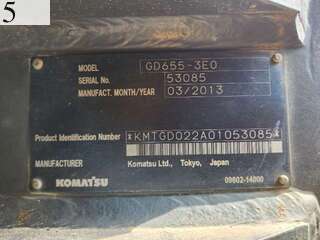 5
MODEL GD655-3E0
SERIAL No. 53085
MANUFACT. MONTH/YEAR 03/2013
Product Identification Number *KMTGD022A01053085*
MANUFACTURER Komatsu Ltd., Tokyo, Japan
KOMATSU 09602-14000